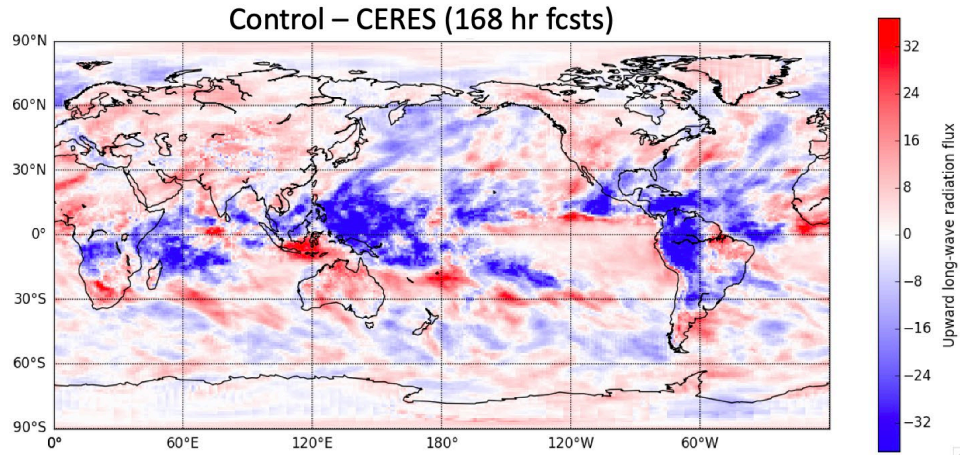 Control – CERES (168 hr fcsts)
90°N
60°N
30°N
0°
30°S
60°S
90°S
0°
60°E
120°E
180°
120°W
60°W
32
24
16
8
0
−8
−16
−24
−32
Upward long-wave radiation flux